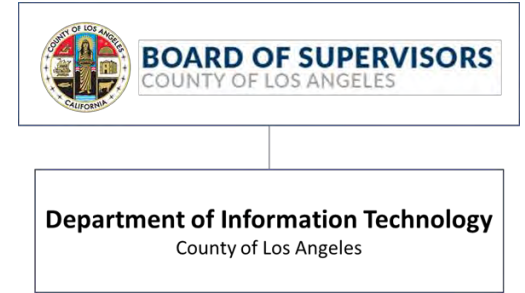 COUNTY OF LOS ANGELES
CALIFORNIA
BOARD OF SUPERVISORS
COUNTY OF LOS ANGELES
Department of Information Technology
County of Los Angeles